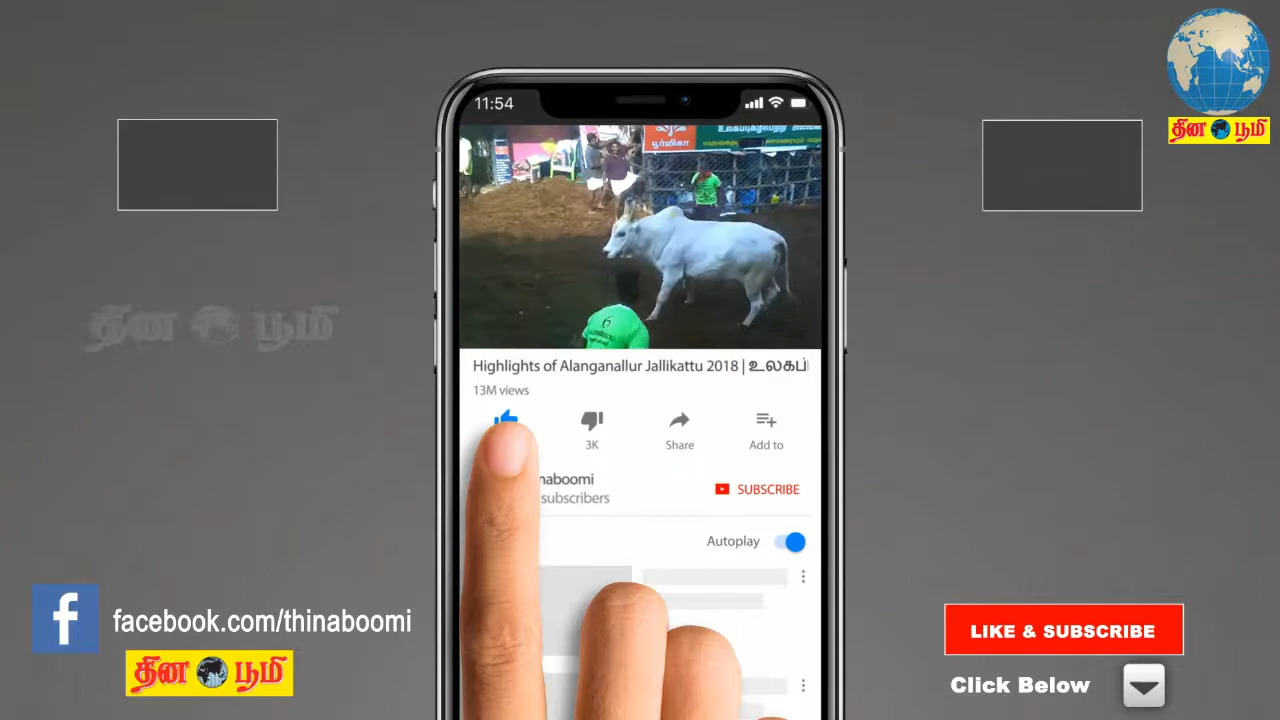 தின பூமி
11:54
பூர்விகா
Highlights of Alanganallur Jallikattu 2018 | உலகப்
13M views
3K
Share
Add to
naboomi
subscribers
SUBSCRIBE
Autoplay
6
தின பூமி
facebook.com/thinaboomi
தின பூமி
LIKE & SUBSCRIBE
Click Below